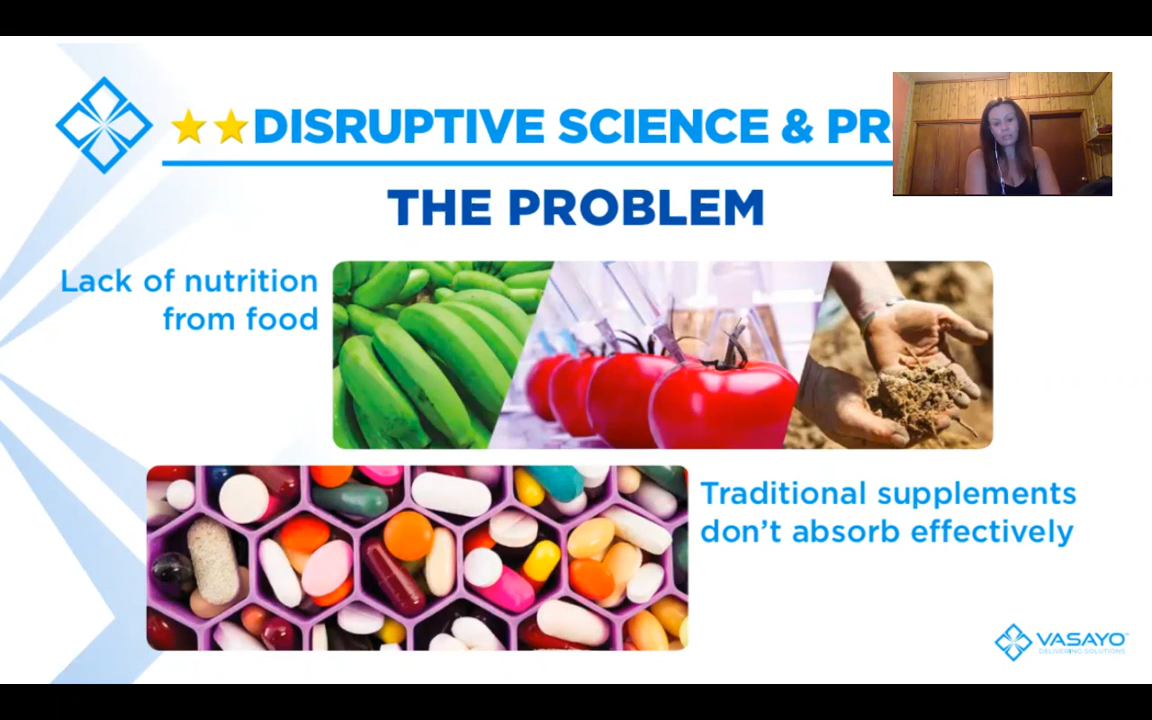 DISRUPTIVE SCIENCE & PR
THE PROBLEM
Lack of nutrition
from food
Traditional supplements
don't absorb effectively
VASAYO
DELIVERING SOLUTIONS